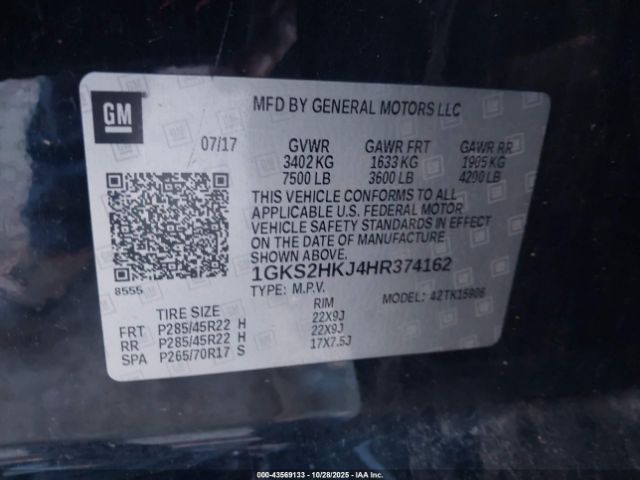 GM
MFD BY GENERAL MOTORS LLC
07/17 GVWR GAWR FRT GAWR RR
3402 KG 1633 KG 1905 KG
7500 LB 3600 LB 4200 LB
THIS VEHICLE CONFORMS TO ALL
APPLICABLE U.S. FEDERAL MOTOR
VEHICLE SAFETY STANDARDS IN EFFECT
ON THE DATE OF MANUFACTURE
SHOWN ABOVE.
8555
1GKS2HKJ4HR374162
TYPE: M.P.V. MODEL: 42TK15906
TIRE SIZE RIM
FRT P285/45R22 H 22X9J
RR P285/45R22 H 22X9J
SPA P265/70R17 S 17X7.5J
000-43569133 - 10/28/2025 - IAAI.COM